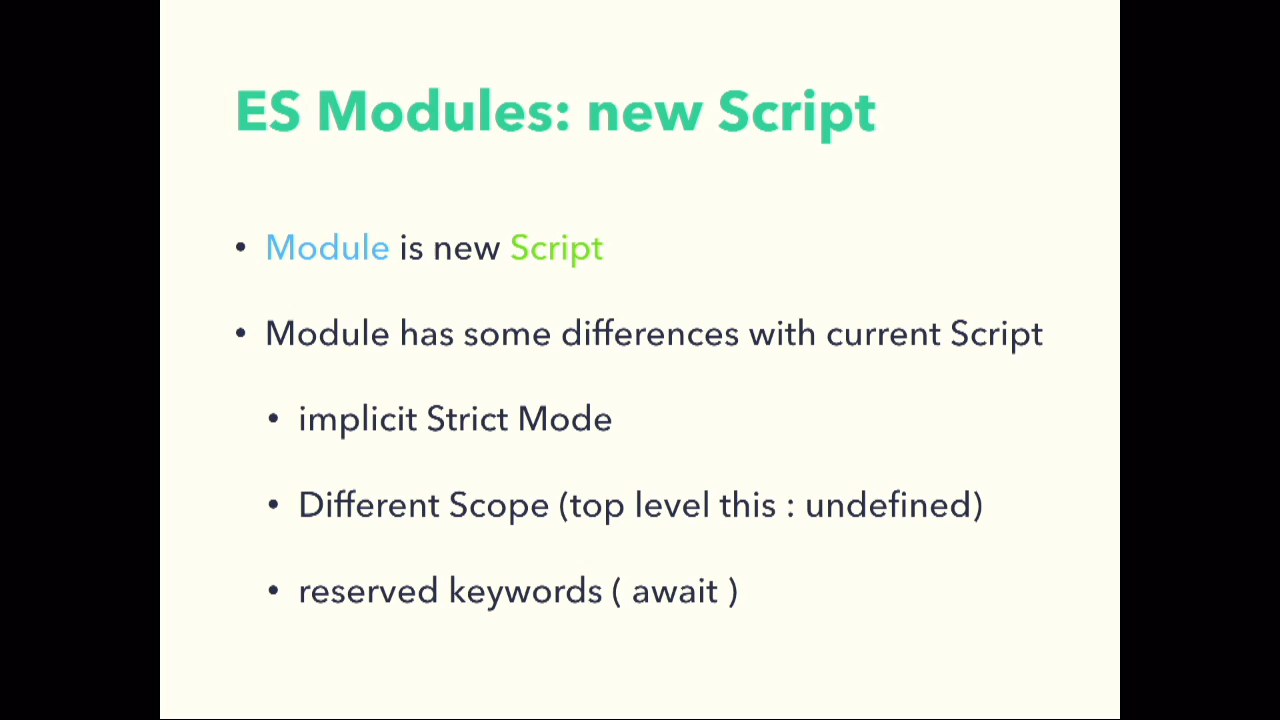 ES Modules: new Script
• Module is new Script
• Module has some differences with current Script
• implicit Strict Mode
• Different Scope (top level this : undefined)
• reserved keywords ( await )